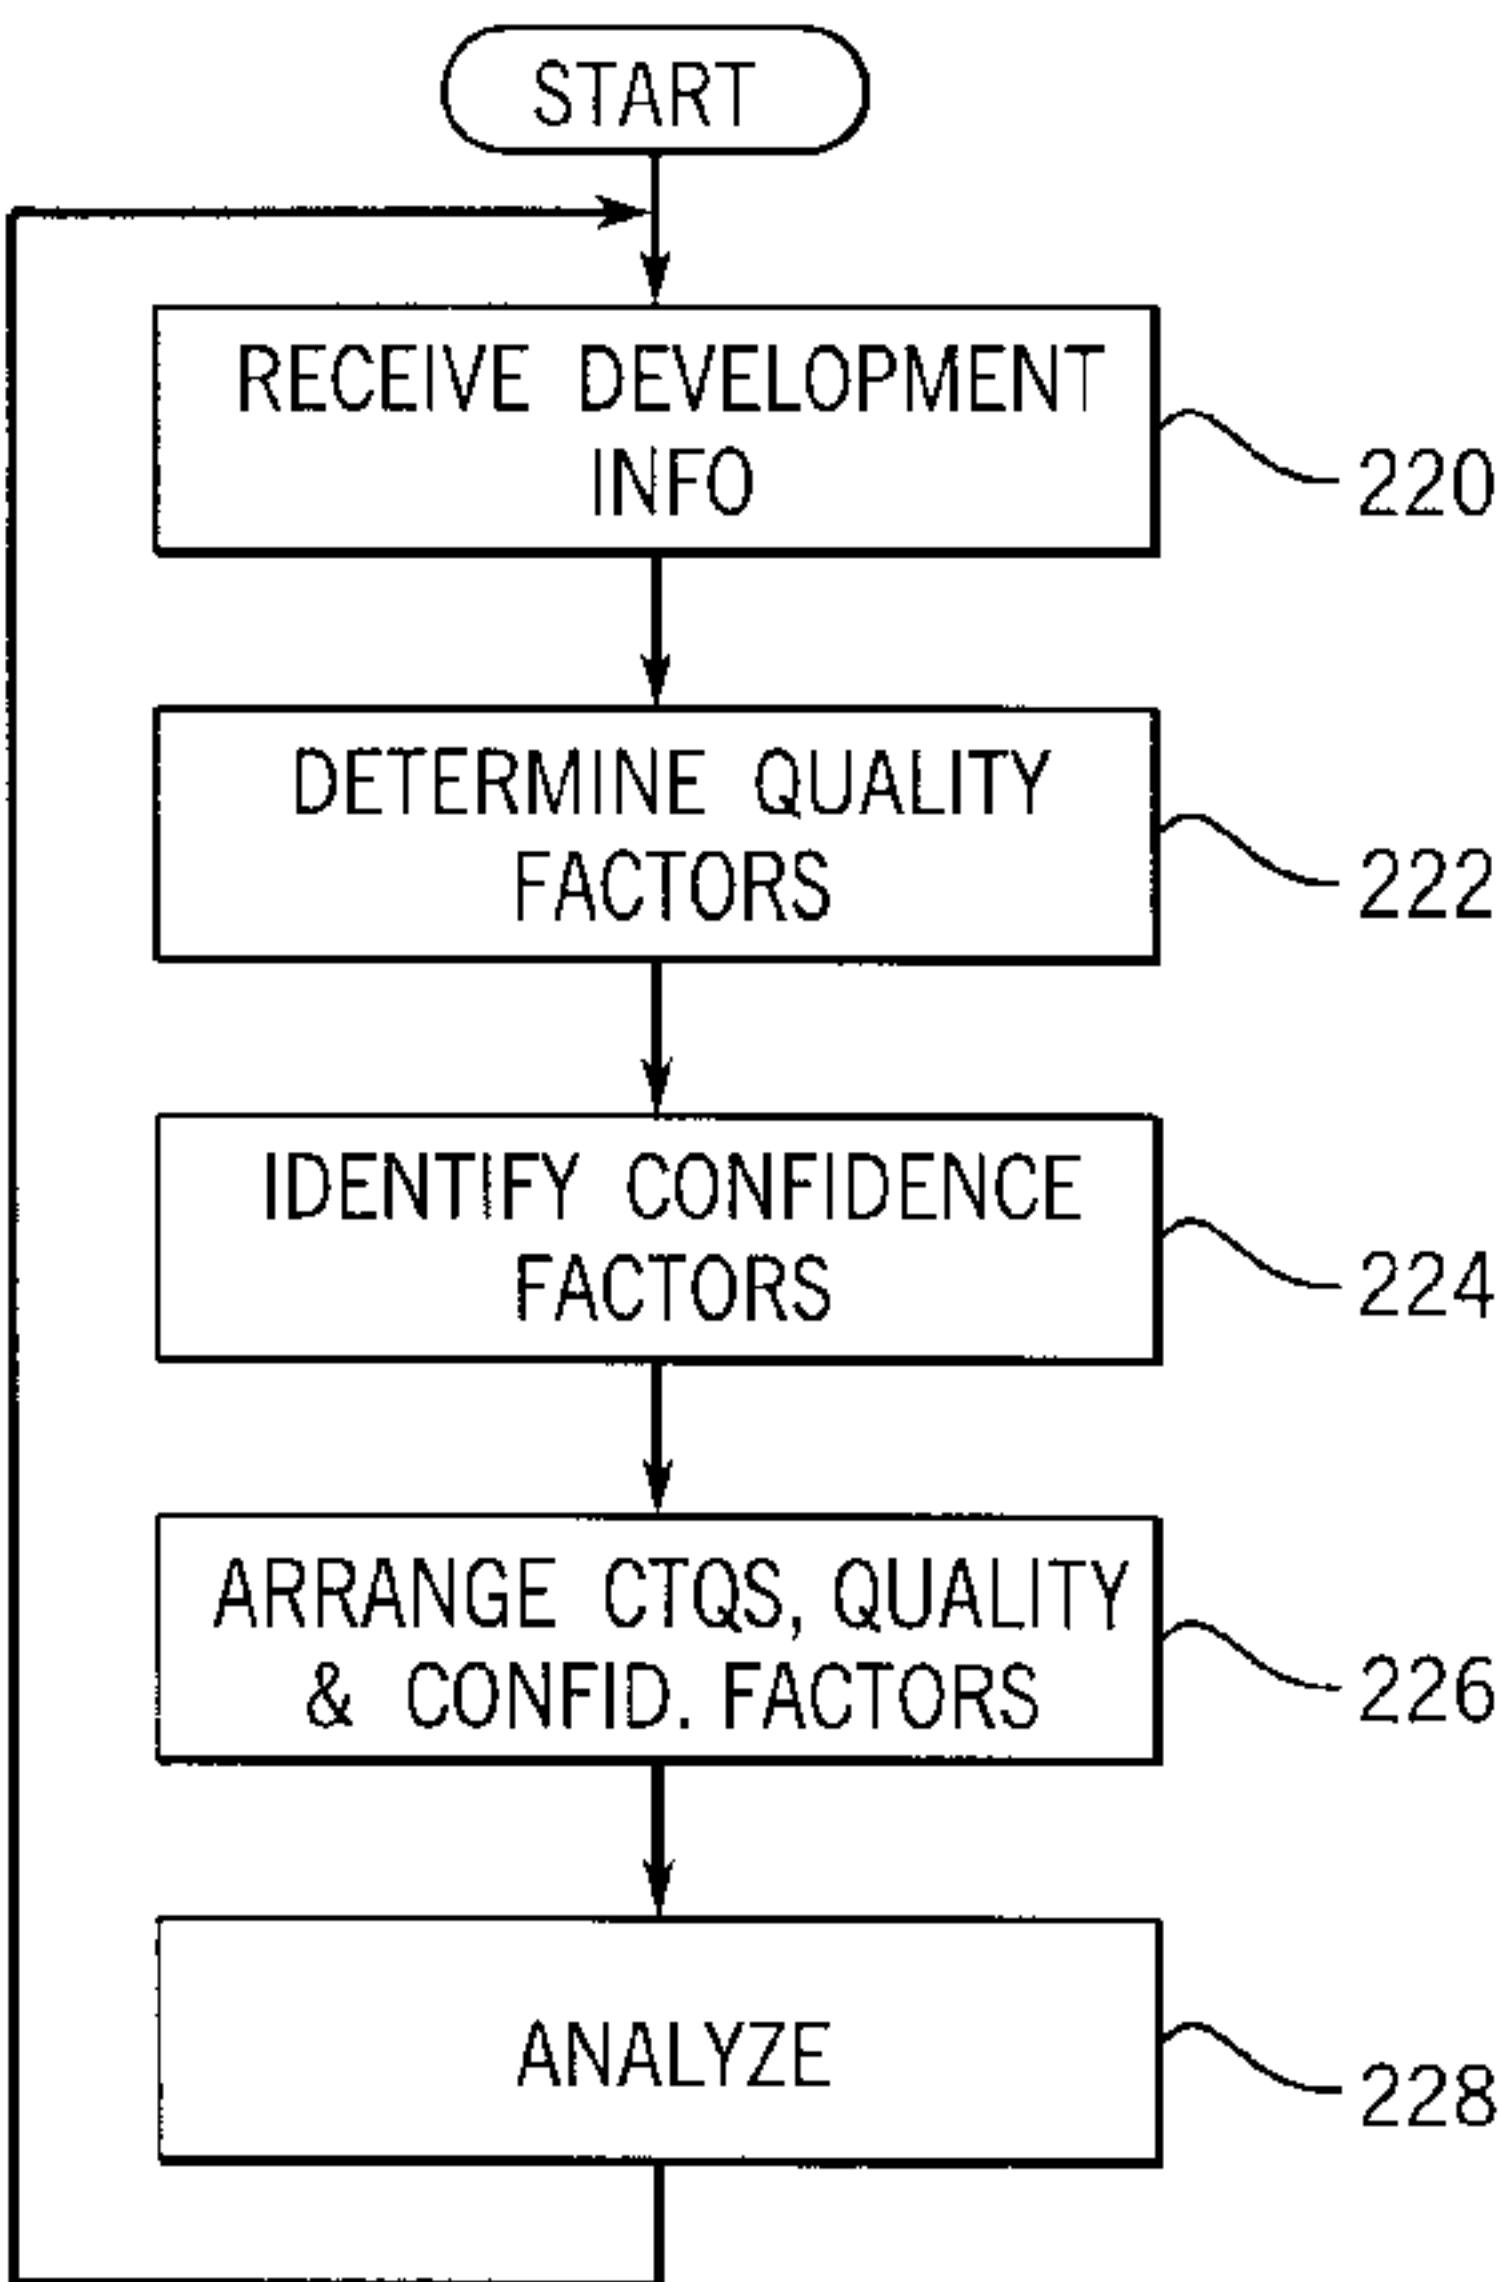 START
RECEIVE DEVELOPMENT
INFO
220
DETERMINE QUALITY
FACTORS
222
IDENTIFY CONFIDENCE
FACTORS
224
ARRANGE CTQS, QUALITY
& CONFID. FACTORS
226
ANALYZE
228